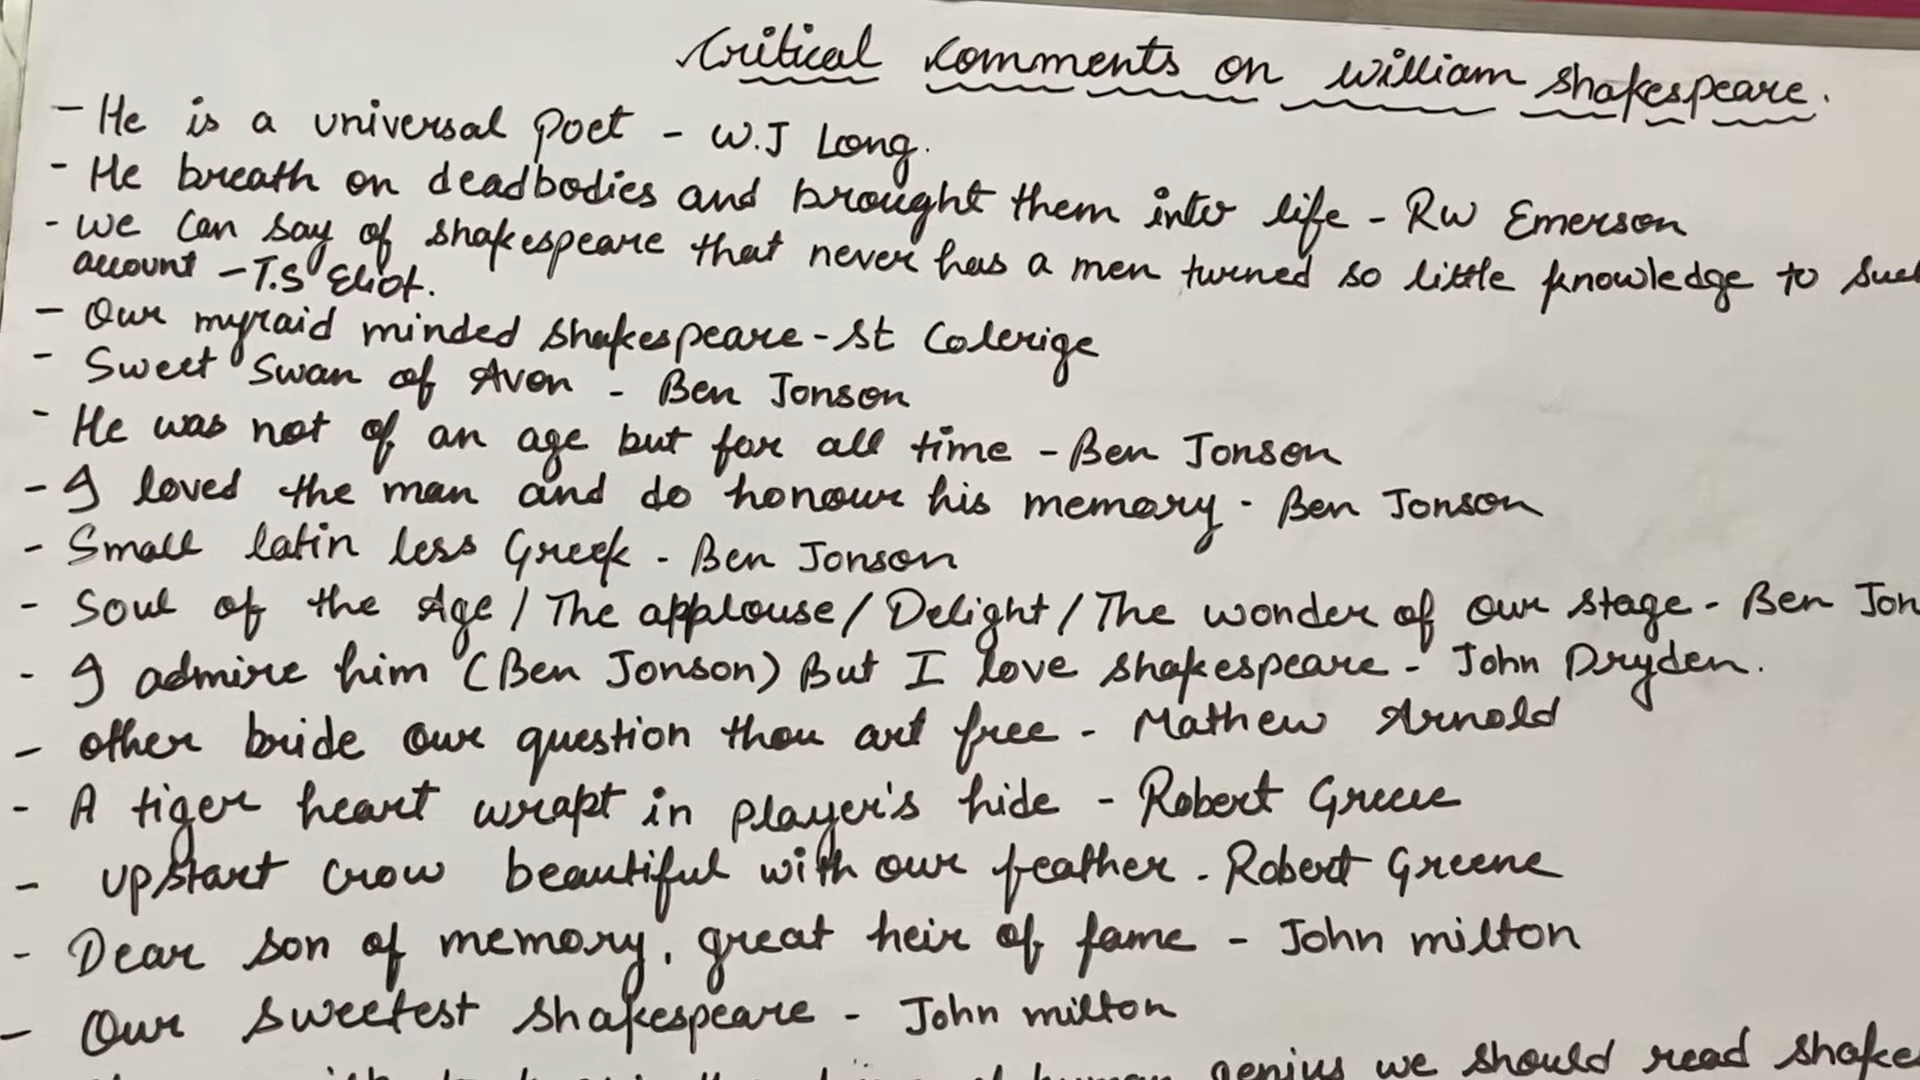 Critical comments on william shakespeare.
- He is a universal poet - W.J Long.
- He breath on deadbodies and brought them into life - RW Emerson
- We can say of shakespeare that never has a men turned so little knowledge to
account - T.S Eliot.
- Our myraid minded shakespeare - St Colerige
- Sweet Swan of Avon - Ben Jonson
- He was not of an age but for all time - Ben Jonson
- I loved the man and do honour his memory - Ben Jonson
- Small latin less Greek - Ben Jonson
- Soul of the Age / The applouse / Delight / The wonder of our stage - Ben Jon
- I admire him (Ben Jonson) But I love shakespeare - John Dryden.
- other bride our question thou art free - Mathew Arnold
- A tiger heart wrapt in player's hide - Robert Greene
- upstart crow beautiful with our feather - Robert Greene
- Dear son of memory, great heir of fame - John milton
- Our sweetest shakespeare - John milton
genius we should read shake